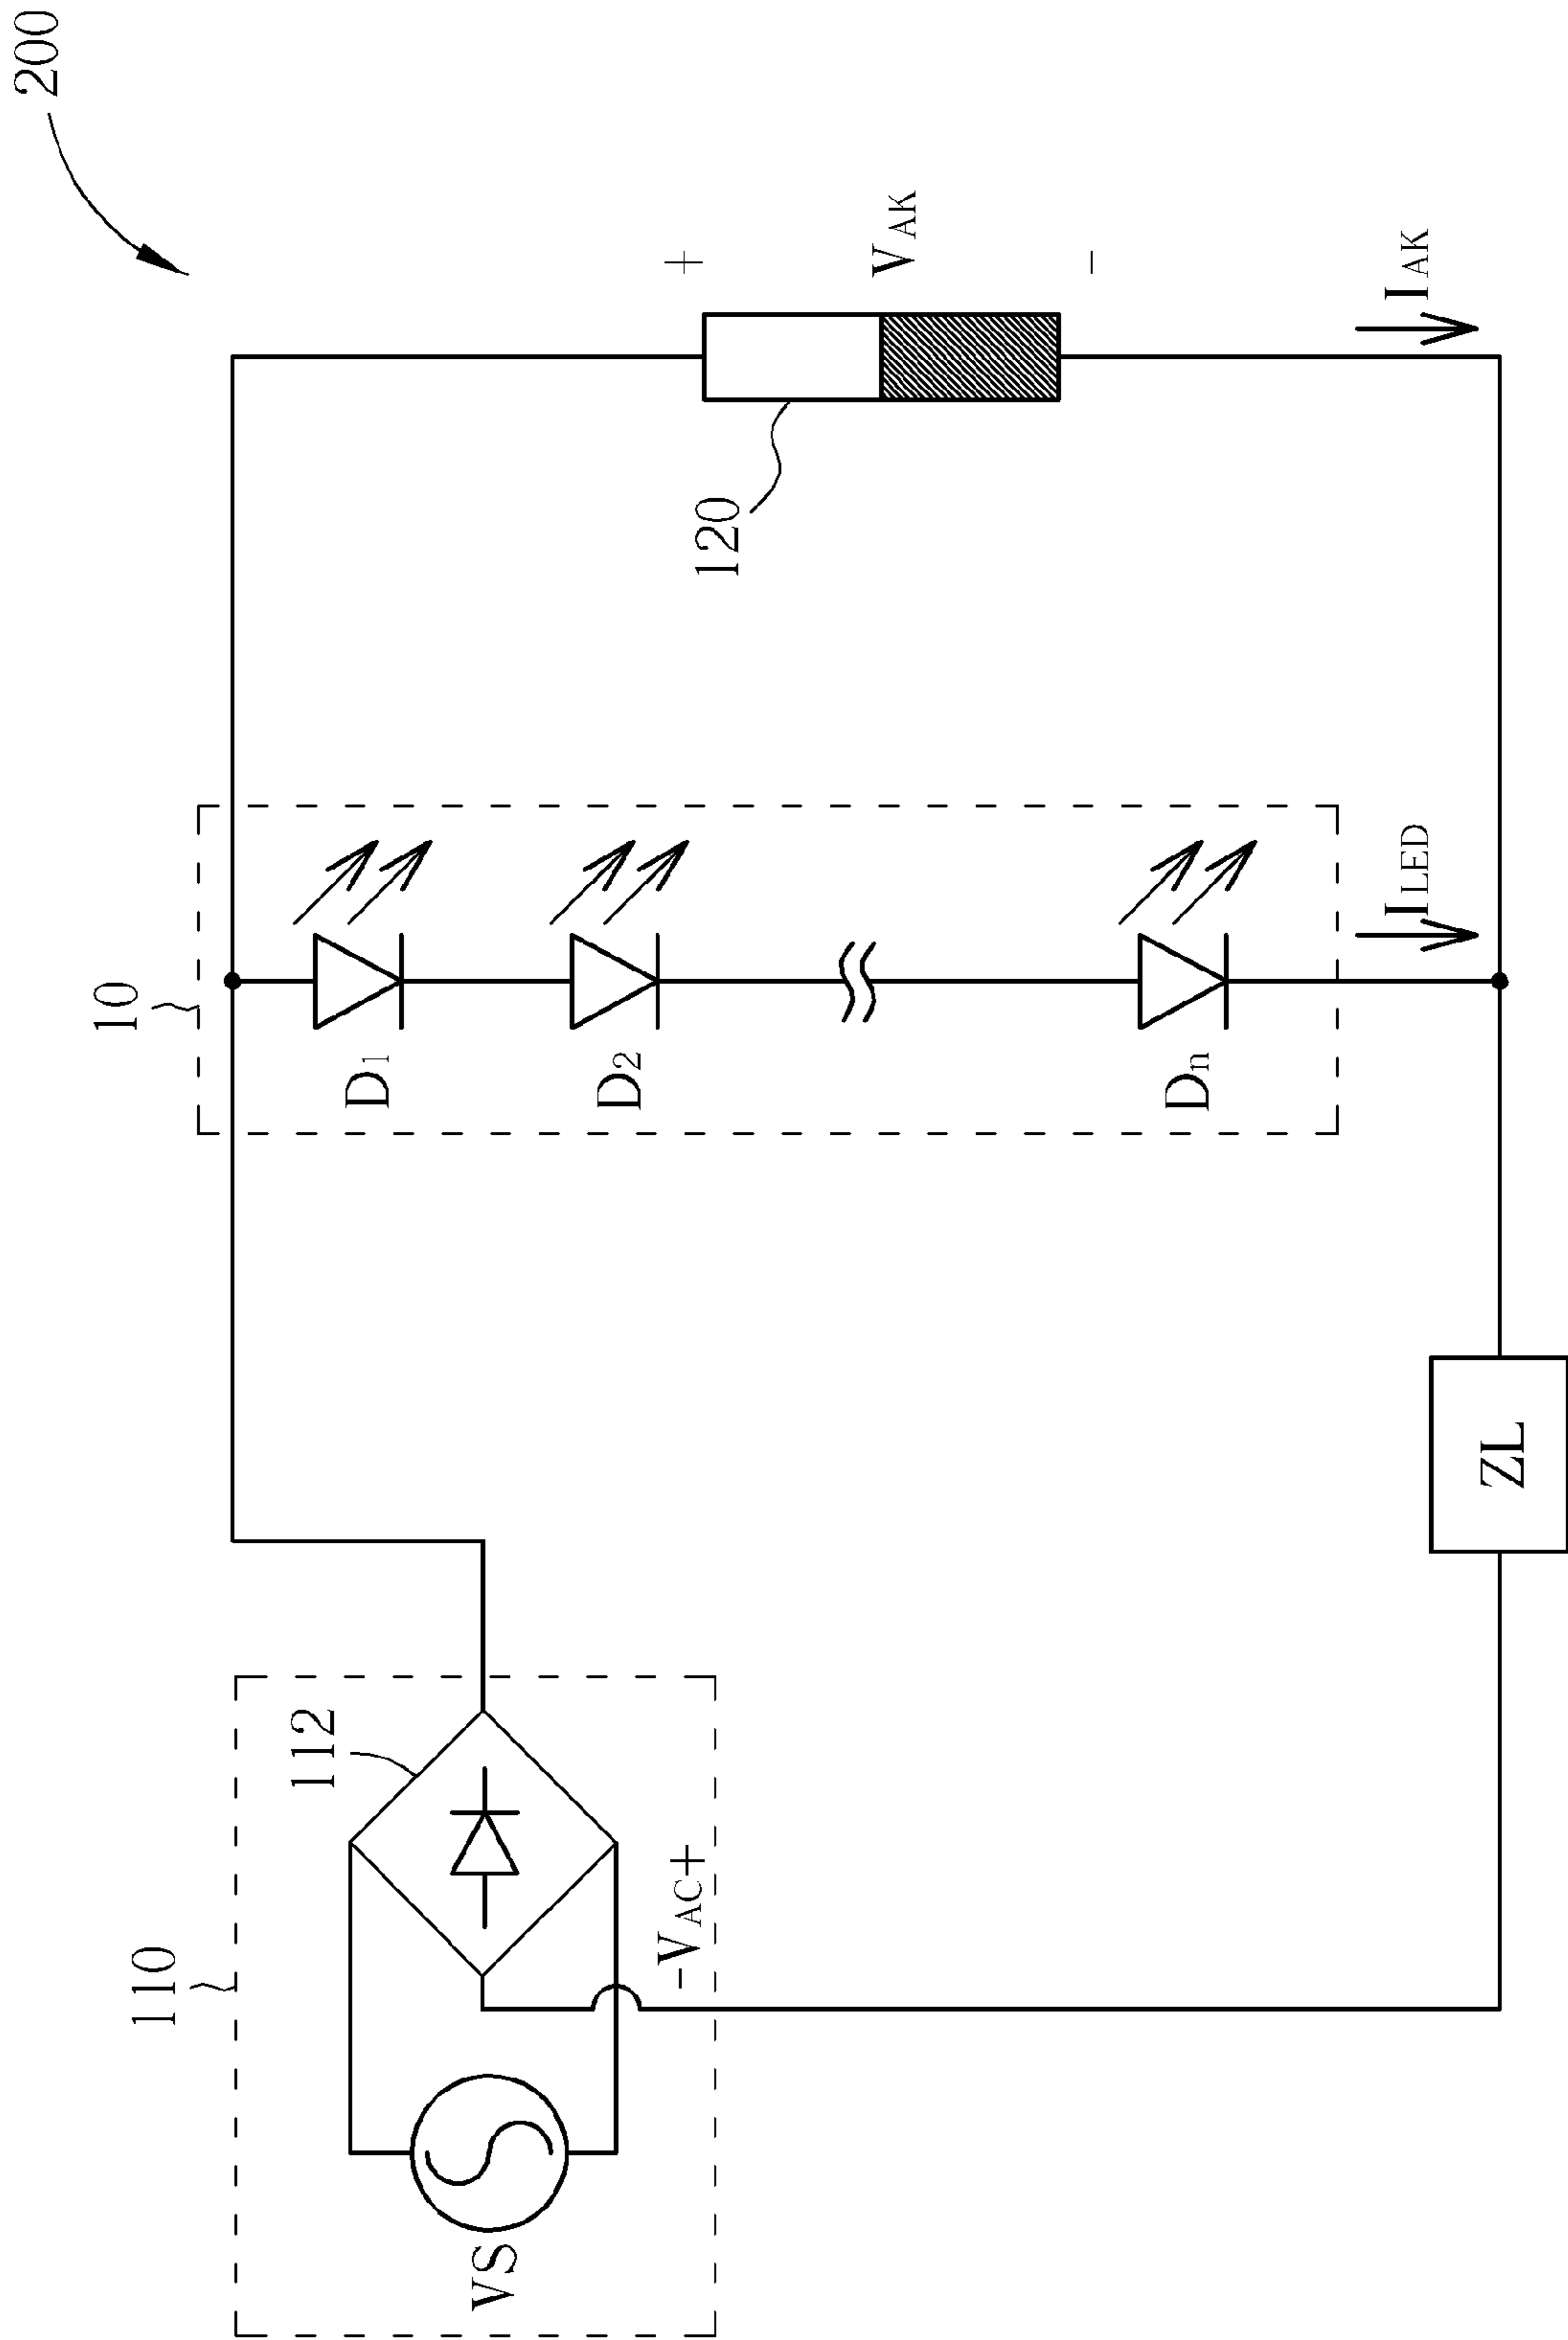 200
110
112
VS
-VAC+
10
D1
D2
Dn
ILED
120
+
VAK
-
IAK
ZL